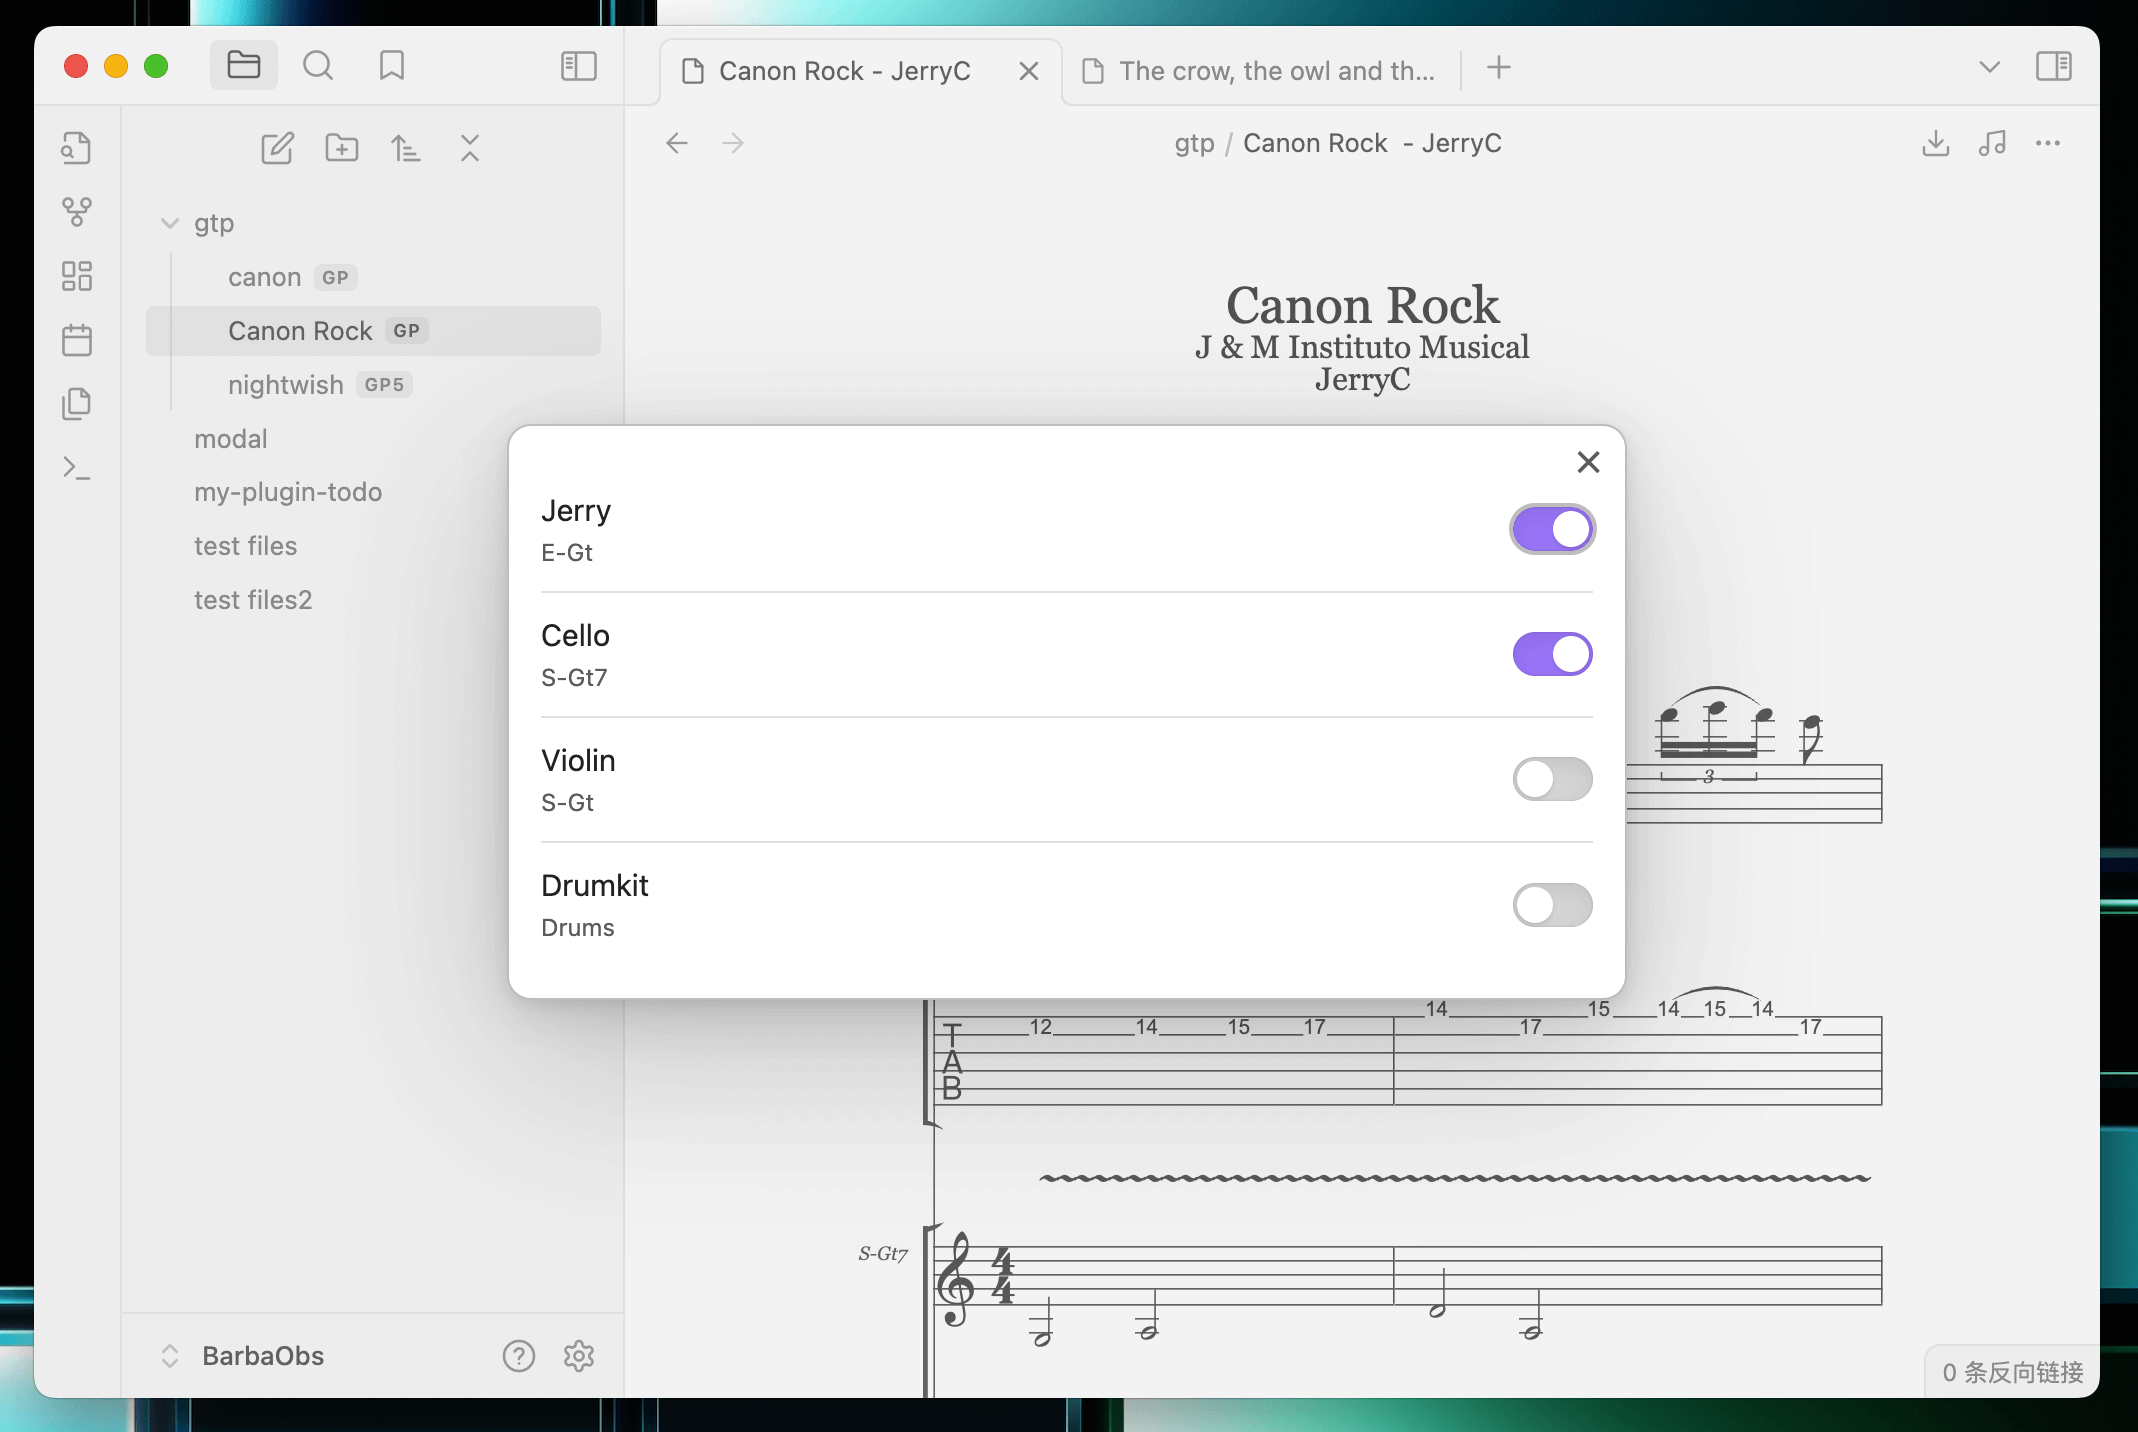 Canon Rock - JerryC
The crow, the owl and th...
gtp / Canon Rock - JerryC
gtp
canon GP
Canon Rock GP
nightwish GP5
modal
my-plugin-todo
test files
test files2
BarbaObs
Canon Rock
J & M Instituto Musical
JerryC
Jerry
E-Gt
Cello
S-Gt7
Violin
S-Gt
Drumkit
Drums
3
14 15 14 15 14
12 14 15 17 17 17
T
A
B
S-Gt7
4
4
0 条反向链接